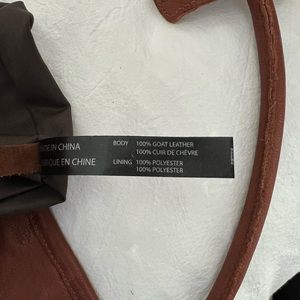 DE IN CHINA
BODY 100% GOAT LEATHER
100% CUIR DE CHÈVRE
RIQUE EN CHINE
LINING 100% POLYESTER
100% POLYESTER